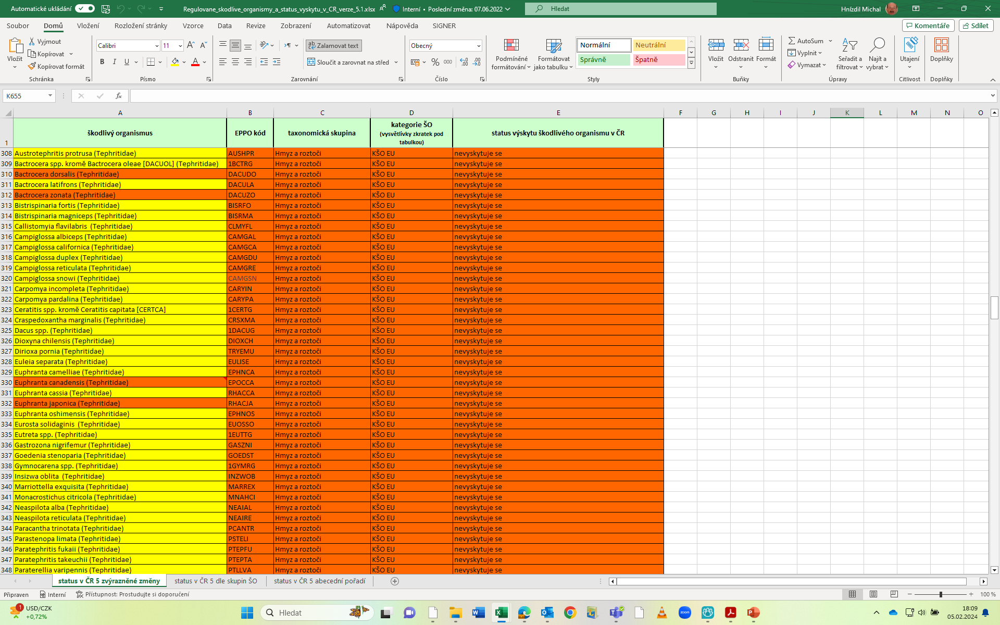 Automatické ukládání
Regulovane_skodlive_organismy_a_status_vyskytu_v_CR_verze_5.1.xlsx
Interní • Poslední změna: 07.06.2022
Hledat
Hnízdil Michal
Soubor Domů Vložení Rozložení stránky Vzorce Data Revize Zobrazení Automatizovat Nápověda SIGNER
Komentáře Sdílet
Vložit
Vyjmout
Kopírovat
Kopírovat formát
Schránka
Calibri 11
B I U
Písmo
Zalamovat text
Sloučit a zarovnat na střed
Zarovnání
Obecný
% 000
Číslo
Podmíněné formátování
Formátovat jako tabulku
Normální Neutrální
Správně Špatně
Styly
Vložit Odstranit Formát
Buňky
AutoSum
Vyplnit
Vymazat
Seřadit a filtrovat
Najít a vybrat
Úpravy
Utajení
Citlivost
Doplňky
Doplňky
K655
fx
A B C D E F G H I J K L M N O
1 škodlivý organismus EPPO kód taxonomická skupina kategorie ŠO (vysvětlivky zkratek pod tabulkou) status výskytu škodlivého organismu v ČR
308 Austrotephritis protrusa (Tephritidae) AUSHPR Hmyz a roztoči KŠO EU nevyskytuje se
309 Bactrocera spp. kromě Bactrocera oleae [DACUOL] (Tephritidae) 1BCTRG Hmyz a roztoči KŠO EU nevyskytuje se
310 Bactrocera dorsalis (Tephritidae) DACUDO Hmyz a roztoči KŠO EU nevyskytuje se
311 Bactrocera latifrons (Tephritidae) DACULA Hmyz a roztoči KŠO EU nevyskytuje se
312 Bactrocera zonata (Tephritidae) DACUZO Hmyz a roztoči KŠO EU nevyskytuje se
313 Bistrispinaria fortis (Tephritidae) BISRFO Hmyz a roztoči KŠO EU nevyskytuje se
314 Bistrispinaria magniceps (Tephritidae) BISRMA Hmyz a roztoči KŠO EU nevyskytuje se
315 Callistomyia flavilabris (Tephritidae) CLMYFL Hmyz a roztoči KŠO EU nevyskytuje se
316 Campiglossa albiceps (Tephritidae) CAMGAL Hmyz a roztoči KŠO EU nevyskytuje se
317 Campiglossa californica (Tephritidae) CAMGCA Hmyz a roztoči KŠO EU nevyskytuje se
318 Campiglossa duplex (Tephritidae) CAMGDU Hmyz a roztoči KŠO EU nevyskytuje se
319 Campiglossa reticulata (Tephritidae) CAMGRE Hmyz a roztoči KŠO EU nevyskytuje se
320 Campiglossa snowi (Tephritidae) CAMGSN Hmyz a roztoči KŠO EU nevyskytuje se
321 Carpomya incompleta (Tephritidae) CARYIN Hmyz a roztoči KŠO EU nevyskytuje se
322 Carpomya pardalina (Tephritidae) CARYPA Hmyz a roztoči KŠO EU nevyskytuje se
323 Ceratitis spp. kromě Ceratitis capitata [CERTCA] 1CERTG Hmyz a roztoči KŠO EU nevyskytuje se
324 Craspedoxantha marginalis (Tephritidae) CRSXMA Hmyz a roztoči KŠO EU nevyskytuje se
325 Dacus spp. (Tephritidae) 1DACUG Hmyz a roztoči KŠO EU nevyskytuje se
326 Dioxyna chilensis (Tephritidae) DIOXCH Hmyz a roztoči KŠO EU nevyskytuje se
327 Dirioxa pornia (Tephritidae) TRYEMU Hmyz a roztoči KŠO EU nevyskytuje se
328 Euleia separata (Tephritidae) EULISE Hmyz a roztoči KŠO EU nevyskytuje se
329 Euphranta camelliae (Tephritidae) EPHNCA Hmyz a roztoči KŠO EU nevyskytuje se
330 Euphranta canadensis (Tephritidae) EPOCCA Hmyz a roztoči KŠO EU nevyskytuje se
331 Euphranta cassia (Tephritidae) RHACCA Hmyz a roztoči KŠO EU nevyskytuje se
332 Euphranta japonica (Tephritidae) RHACJA Hmyz a roztoči KŠO EU nevyskytuje se
333 Euphranta oshimensis (Tephritidae) EPHNOS Hmyz a roztoči KŠO EU nevyskytuje se
334 Eurosta solidaginis (Tephritidae) EUOSSO Hmyz a roztoči KŠO EU nevyskytuje se
335 Eutreta spp. (Tephritidae) 1EUTTG Hmyz a roztoči KŠO EU nevyskytuje se
336 Gastrozona nigrifemur (Tephritidae) GASZNI Hmyz a roztoči KŠO EU nevyskytuje se
337 Goedenia stenoparia (Tephritidae) GOEDST Hmyz a roztoči KŠO EU nevyskytuje se
338 Gymnocarena spp. (Tephritidae) 1GYMRG Hmyz a roztoči KŠO EU nevyskytuje se
339 Insizwa oblita (Tephritidae) INZWOB Hmyz a roztoči KŠO EU nevyskytuje se
340 Marriottella exquisita (Tephritidae) MARREX Hmyz a roztoči KŠO EU nevyskytuje se
341 Monacrostichus citricola (Tephritidae) MNAHCI Hmyz a roztoči KŠO EU nevyskytuje se
342 Neaspilota alba (Tephritidae) NEAIAL Hmyz a roztoči KŠO EU nevyskytuje se
343 Neaspilota reticulata (Tephritidae) NEAIRE Hmyz a roztoči KŠO EU nevyskytuje se
344 Paracantha trinotata (Tephritidae) PCANTR Hmyz a roztoči KŠO EU nevyskytuje se
345 Parastenopa limata (Tephritidae) PSTELI Hmyz a roztoči KŠO EU nevyskytuje se
346 Paratephritis fukaii (Tephritidae) PTEPFU Hmyz a roztoči KŠO EU nevyskytuje se
347 Paratephritis takeuchii (Tephritidae) PTEPTA Hmyz a roztoči KŠO EU nevyskytuje se
348 Paraterellia varipennis (Tephritidae) PTLLVA Hmyz a roztoči KŠO EU nevyskytuje se
status v ČR 5 zvýrazněné změny status v ČR 5 dle skupin ŠO status v ČR 5 abecední pořadí
Připraven Interní Přístupnost: Prostudujte si doporučení 100 %
1 USD/CZK
+0,72%
Hledat
zoom
18:09
05.02.2024